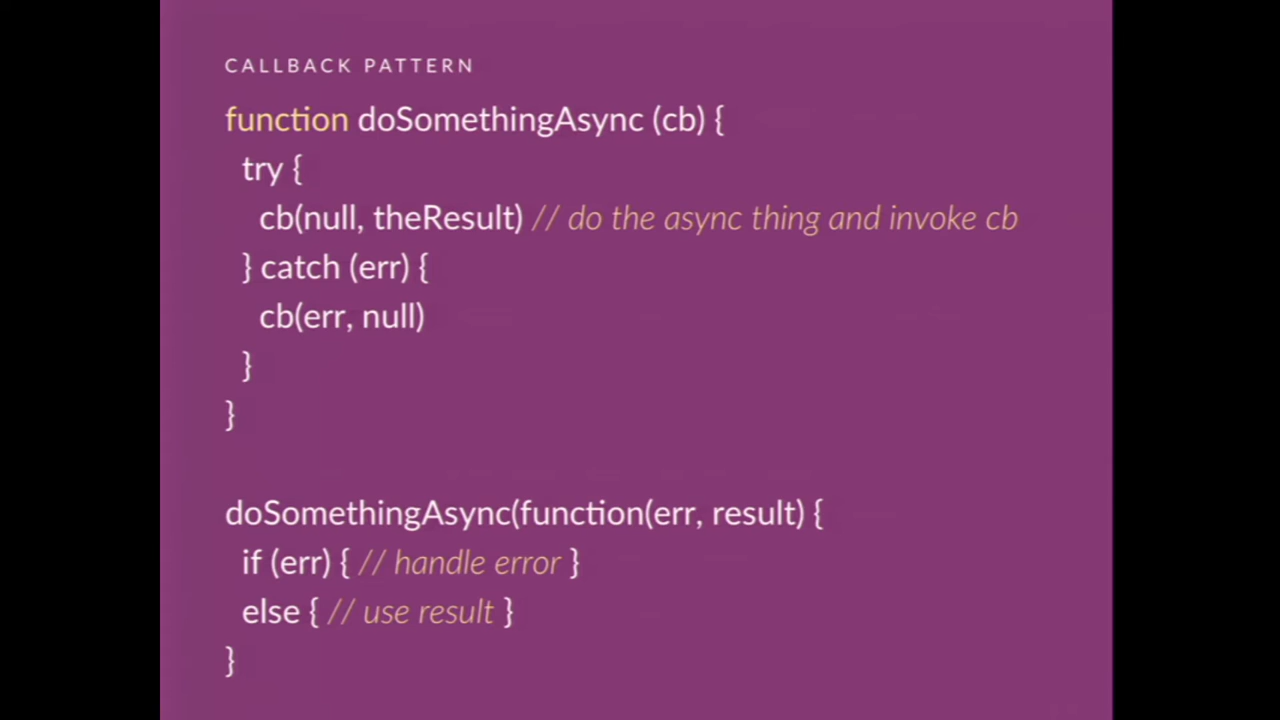 CALLBACK PATTERN
function doSomethingAsync (cb) {
try {
cb(null, theResult) // do the async thing and invoke cb
} catch (err) {
cb(err, null)
}
}
doSomethingAsync(function(err, result) {
if (err) { // handle error }
else { // use result }
}